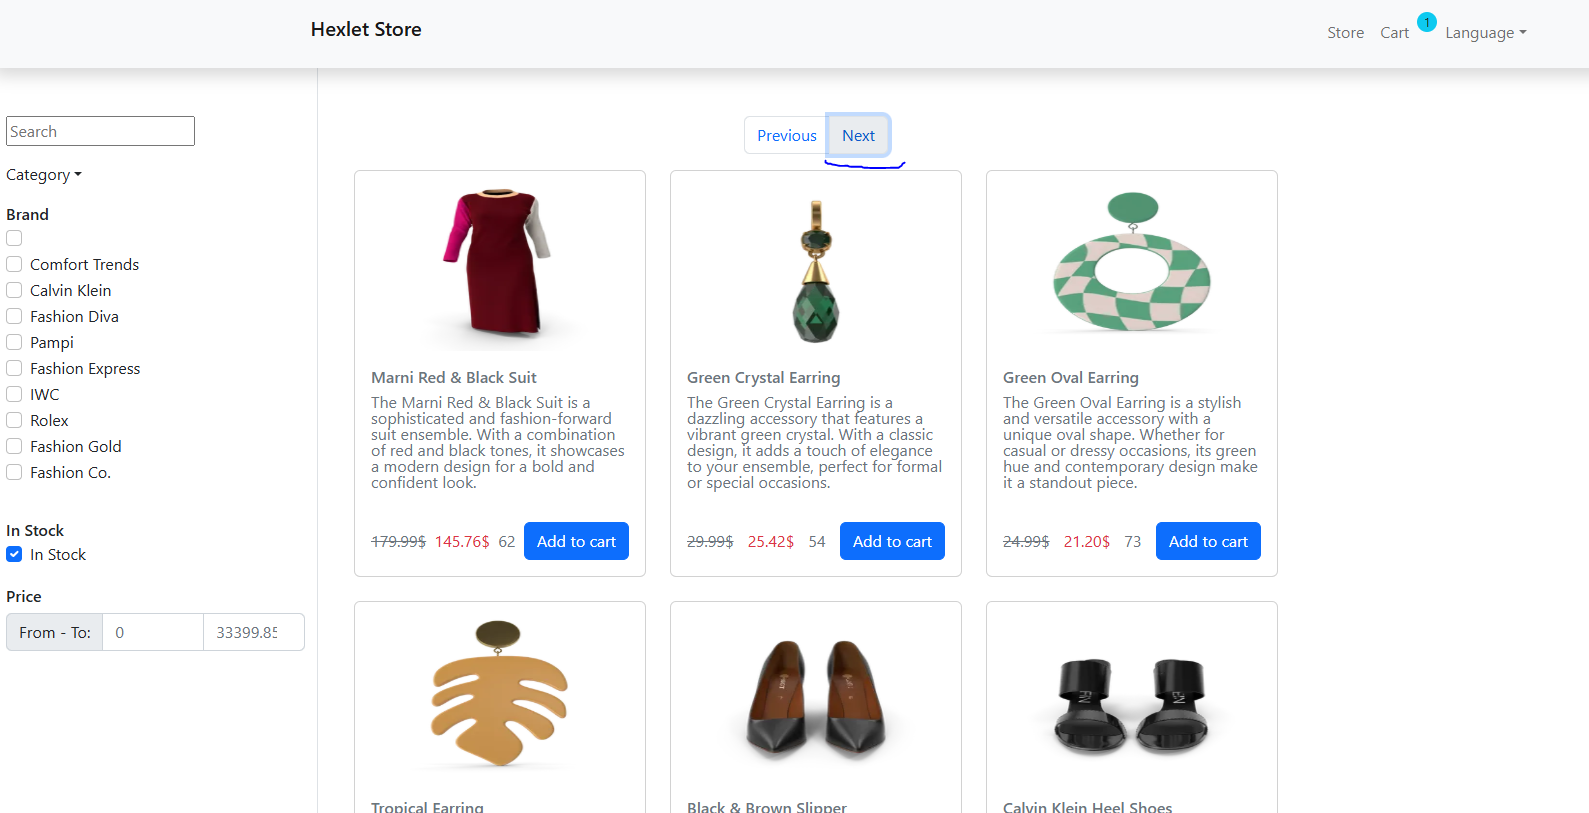 Hexlet Store
Store Cart 1 Language
Search
Category
Brand
Comfort Trends
Calvin Klein
Fashion Diva
Pampi
Fashion Express
IWC
Rolex
Fashion Gold
Fashion Co.
In Stock
In Stock
Price
From - To: 0 33399.85
Previous Next
Marni Red & Black Suit
The Marni Red & Black Suit is a
sophisticated and fashion-forward
suit ensemble. With a combination
of red and black tones, it showcases
a modern design for a bold and
confident look.
179.99$ 145.76$ 62 Add to cart
Green Crystal Earring
The Green Crystal Earring is a
dazzling accessory that features a
vibrant green crystal. With a classic
design, it adds a touch of elegance
to your ensemble, perfect for formal
or special occasions.
29.99$ 25.42$ 54 Add to cart
Green Oval Earring
The Green Oval Earring is a stylish
and versatile accessory with a
unique oval shape. Whether for
casual or dressy occasions, its green
hue and contemporary design make
it a standout piece.
24.99$ 21.20$ 73 Add to cart
Tropical Earring
Black & Brown Slipper
Calvin Klein Heel Shoes